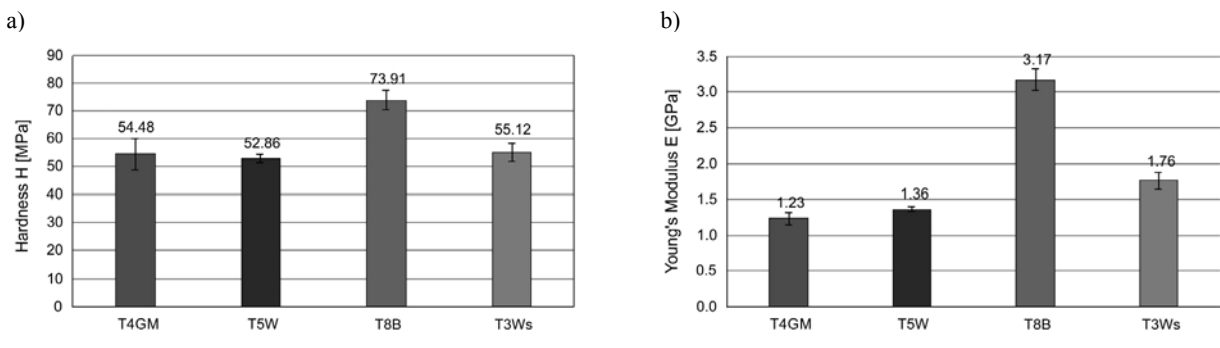 a)
Hardness H [MPa]
90
80
70
60
50
40
30
20
10
0
54.48
52.86
73.91
55.12
T4GM
T5W
T8B
T3Ws
b)
Young's Modulus E [GPa]
3.5
3.0
2.5
2.0
1.5
1.0
0.5
0.0
1.23
1.36
3.17
1.76
T4GM
T5W
T8B
T3Ws